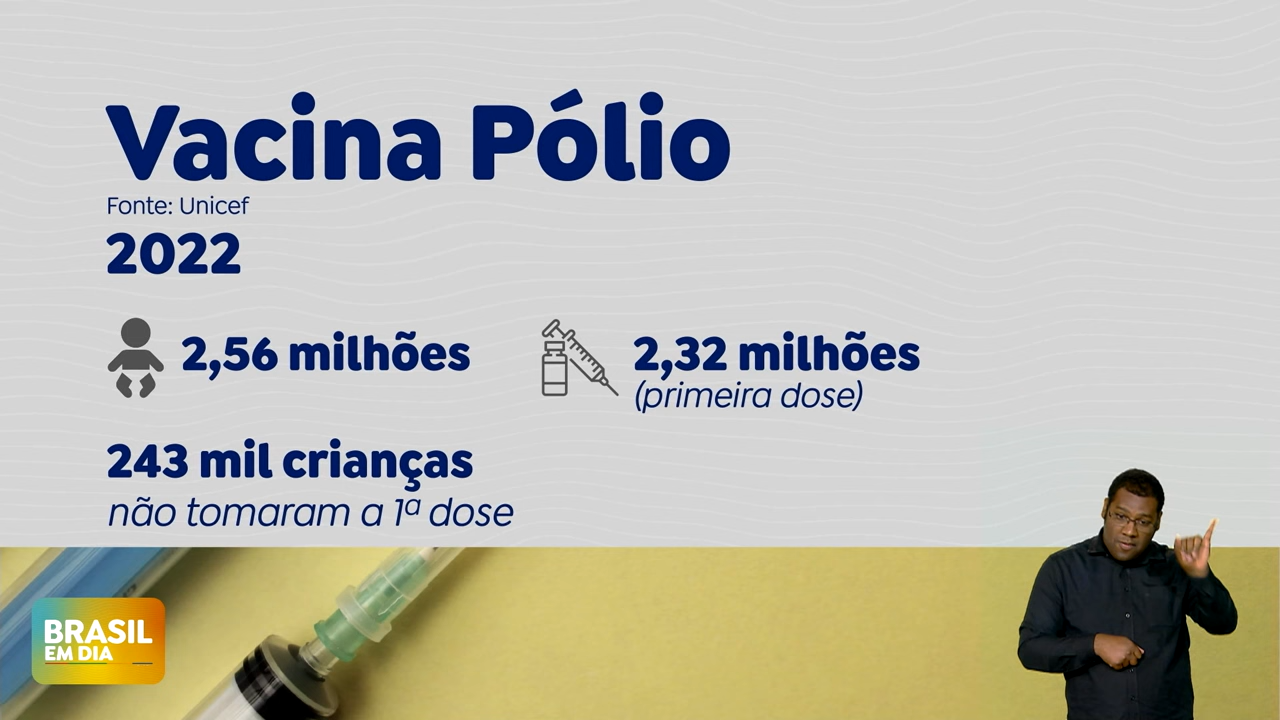 Vacina Pólio
Fonte: Unicef
2022
2,56 milhões
2,32 milhões
(primeira dose)
243 mil crianças
não tomaram a 1ª dose
BRASIL
EM DIA